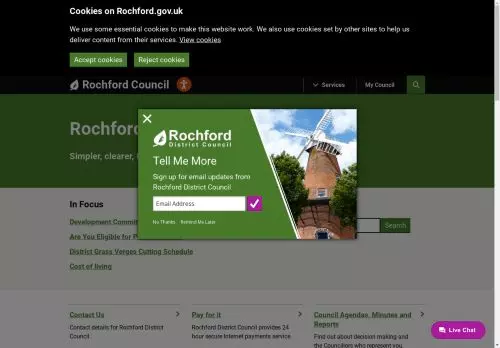 Cookies on Rochford.gov.uk
We use some essential cookies to make this website work. We also use cookies set by other sites to help us
deliver content from their services. View cookies
Accept cookies
Reject cookies
Rochford Council
Services
My Council
Rochford
Simpler, clearer,
Rochford
District Council
Tell Me More
Sign up for email updates from
Rochford District Council
Email Address
No Thanks
Remind Me Later
In Focus
Development Committ
Are You Eligible for P
District Grass Verges Cutting Schedule
Cost of living
Search
Contact Us
Contact details for Rochford District
Council
Pay for it
Rochford District Council provides 24
hour secure Internet payments service
Council Agendas, Minutes and
Reports
Find out about decision making and
the Councillors who represent you.
Live Chat